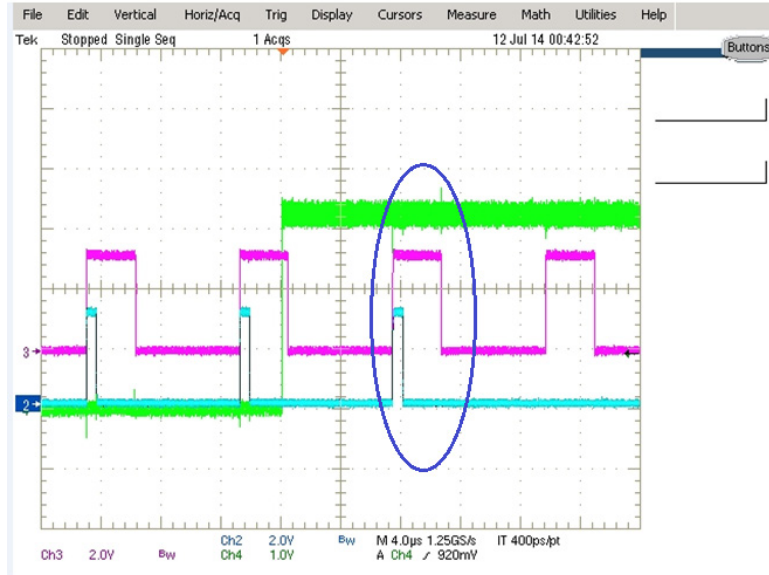 File Edit Vertical Horiz/Acq Trig Display Cursors Measure Math Utilities Help
Tek Stopped Single Seq 1 Acqs 12 Jul 14 00:42:52
Buttons
3
2
Ch2 2.0V Bw M 4.0µs 1.25GS/s IT 400ps/pt
Ch3 2.0V Bw Ch4 1.0V A Ch4 / 920mV